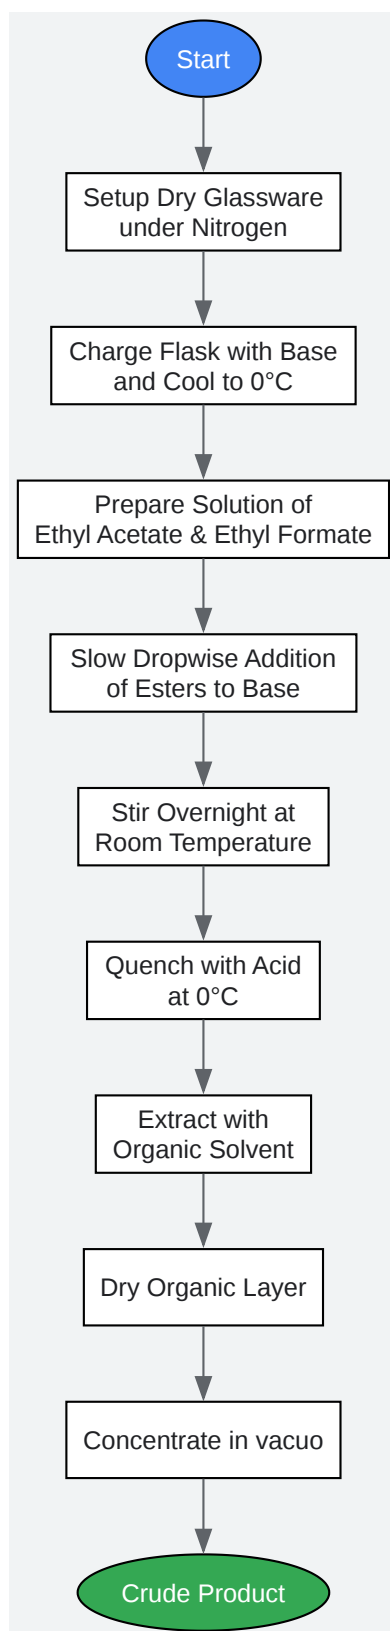 Start
Setup Dry Glassware
under Nitrogen
Charge Flask with Base
and Cool to 0°C
Prepare Solution of
Ethyl Acetate & Ethyl Formate
Slow Dropwise Addition
of Esters to Base
Stir Overnight at
Room Temperature
Quench with Acid
at 0°C
Extract with
Organic Solvent
Dry Organic Layer
Concentrate in vacuo
Crude Product